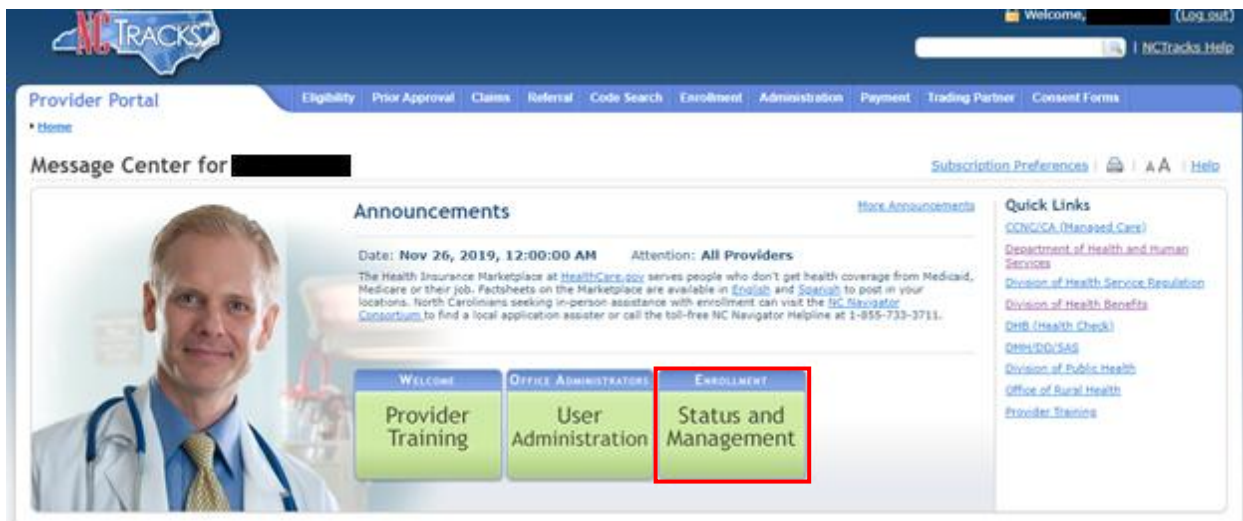 NCTRACKS
Welcome, (Log out)
NCTracks Help
Provider Portal
Eligibility Prior Approval Claims Referral Code Search Enrollment Administration Payment Trading Partner Consent Forms
Home
Message Center for
Subscription Preferences AA Help
Announcements
More Announcements
Date: Nov 26, 2019, 12:00:00 AM Attention: All Providers
The Health Insurance Marketplace at HealthCare.gov serves people who don't get health coverage from Medicaid,
Medicare or their job. Factsheets on the Marketplace are available in English and Spanish to post in your
locations. North Carolinians seeking in-person assistance with enrollment can visit the NC Navigator
Consortium to find a local application assister or call the toll-free NC Navigator Helpline at 1-855-733-3711.
WELCOME
Provider
Training
OFFICE ADMINISTRATORS
User
Administration
ENROLLMENT
Status and
Management
Quick Links
CCNC/CA (Managed Care)
Department of Health and Human
Services
Division of Health Service Regulation
Division of Health Benefits
DHB (Health Check)
DMH/DD/SAS
Division of Public Health
Office of Rural Health
Provider Training